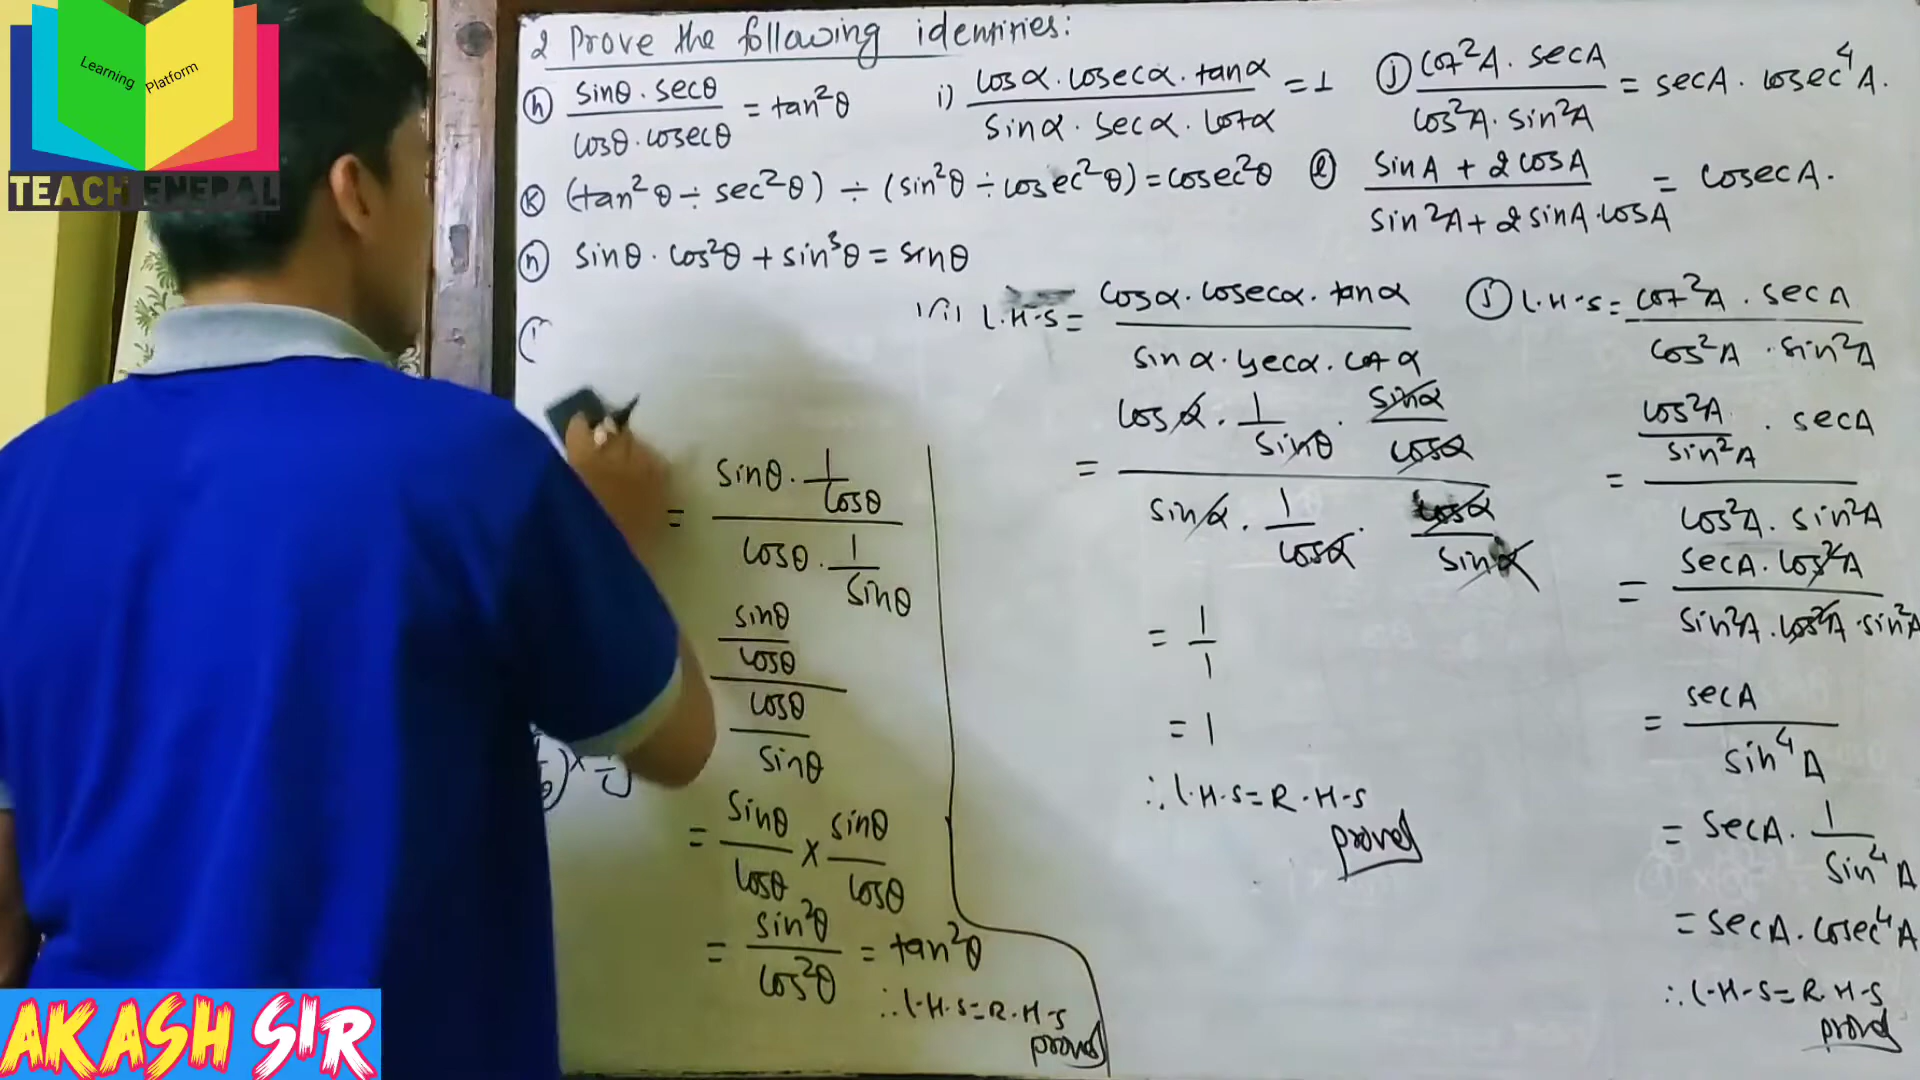 Learning Platform
TEACH ENERAL
2 Prove the following identities:
(h) sinθ · secθ / cosθ · cosecθ = tan²θ
i) cosα · cosecα · tanα / sinα · secα · cotα = 1
(j) cot²A · secA / cos²A · sin²A = secA · cosec⁴A.
(k) (tan²θ ÷ sec²θ) ÷ (sin²θ ÷ cosec²θ) = cosec²θ
(l) sinA + 2cosA / sin²A + 2sinA · cosA = cosecA.
(n) sinθ · cos²θ + sin³θ = sinθ
= sinθ · 1/cosθ / cosθ · 1/sinθ
sinθ/cosθ / cosθ/sinθ
= sinθ/cosθ × sinθ/cosθ
= sin²θ/cos²θ = tan²θ
∴ L·H·S = R·H·S
proved
L·H·S = cosα · cosecα · tanα / sinα · secα · cotα
= cosα · 1/sinθ · sinα/cosα / sinα · 1/cosα · cosα/sinα
= 1/1
= 1
∴ L·H·S = R·H·S
proved
(j) L·H·S = cot²A · secA / cos²A · sin²A
= cos²A/sin²A · secA / cos²A · sin²A
= secA · cos²A / sin²A · cos²A · sin²A
= secA / sin⁴A
= secA · 1/sin⁴A
= secA · cosec⁴A
∴ L·H·S = R·H·S
proved
AKASH SIR